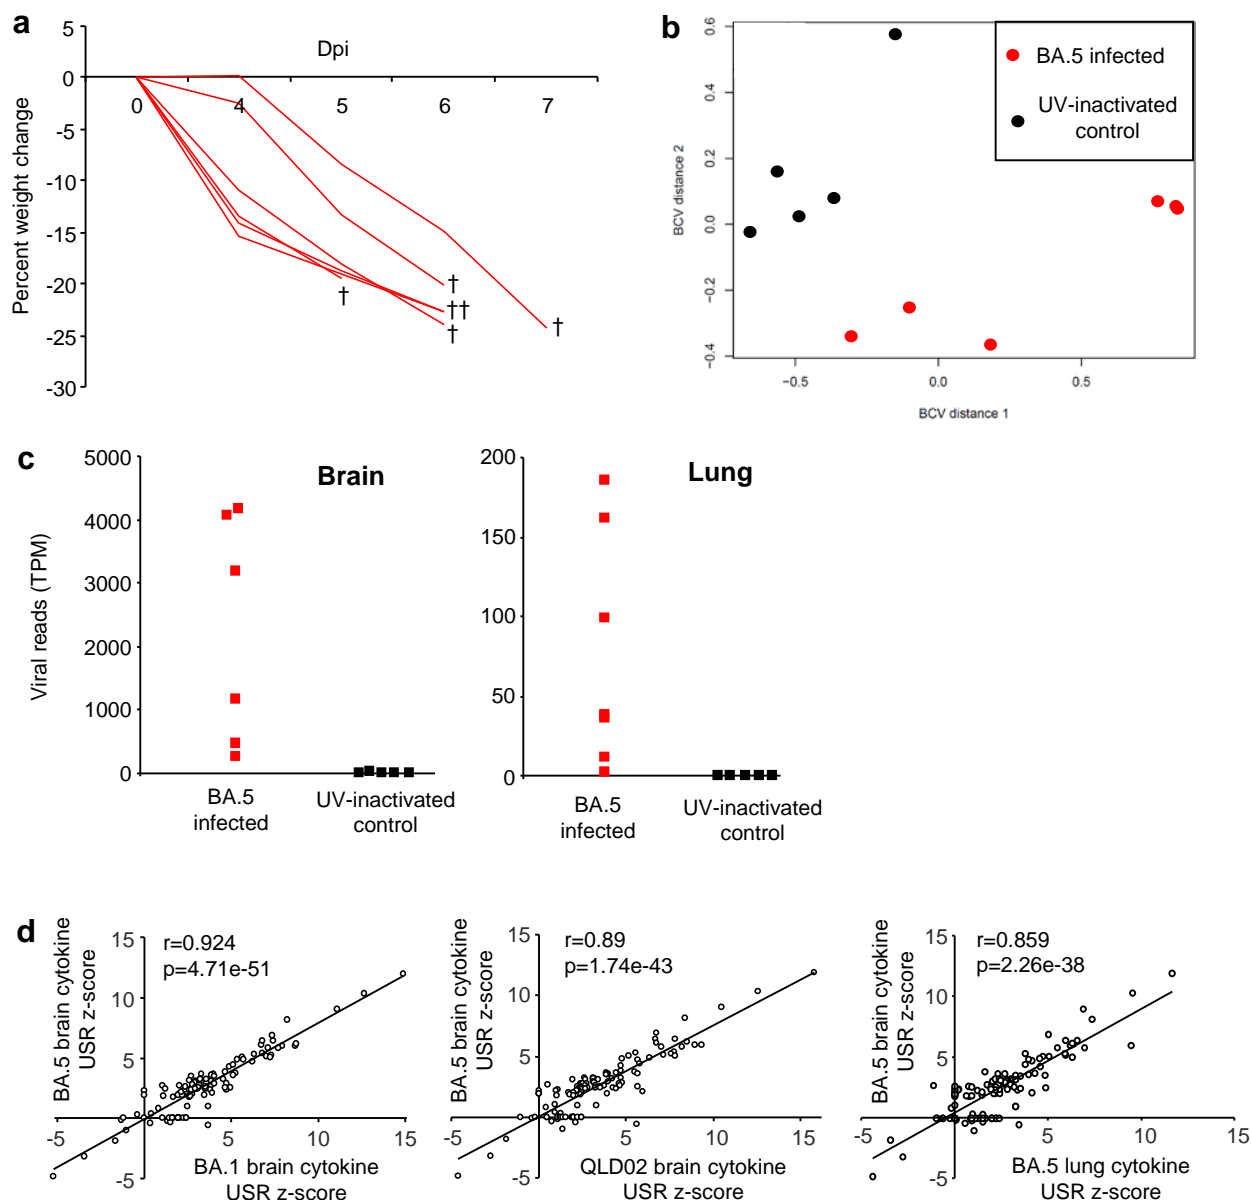 a
5
Dpi
0
0
4
5
6
7
-5
-10
-15
-20
-25
-30
Percent weight change
†
†
††
†
†
b
BA.5 infected
UV-inactivated
control
0.6
0.4
0.2
0.0
−0.2
−0.4
BCV distance 2
−0.5
0.0
0.5
BCV distance 1
c
Brain
5000
4000
3000
2000
1000
0
Viral reads (TPM)
BA.5
infected
UV-inactivated
control
Lung
200
150
100
50
0
BA.5
infected
UV-inactivated
control
d
BA.5 brain cytokine
USR z-score
r=0.924
p=4.71e-51
15
10
5
0
-5
-5
5
10
15
BA.1 brain cytokine
USR z-score
BA.5 brain cytokine
USR z-score
r=0.89
p=1.74e-43
15
10
5
0
-5
-5
0
5
10
15
QLD02 brain cytokine
USR z-score
BA.5 brain cytokine
USR z-score
r=0.859
p=2.26e-38
15
10
5
0
-5
-5
0
5
10
15
BA.5 lung cytokine
USR z-score